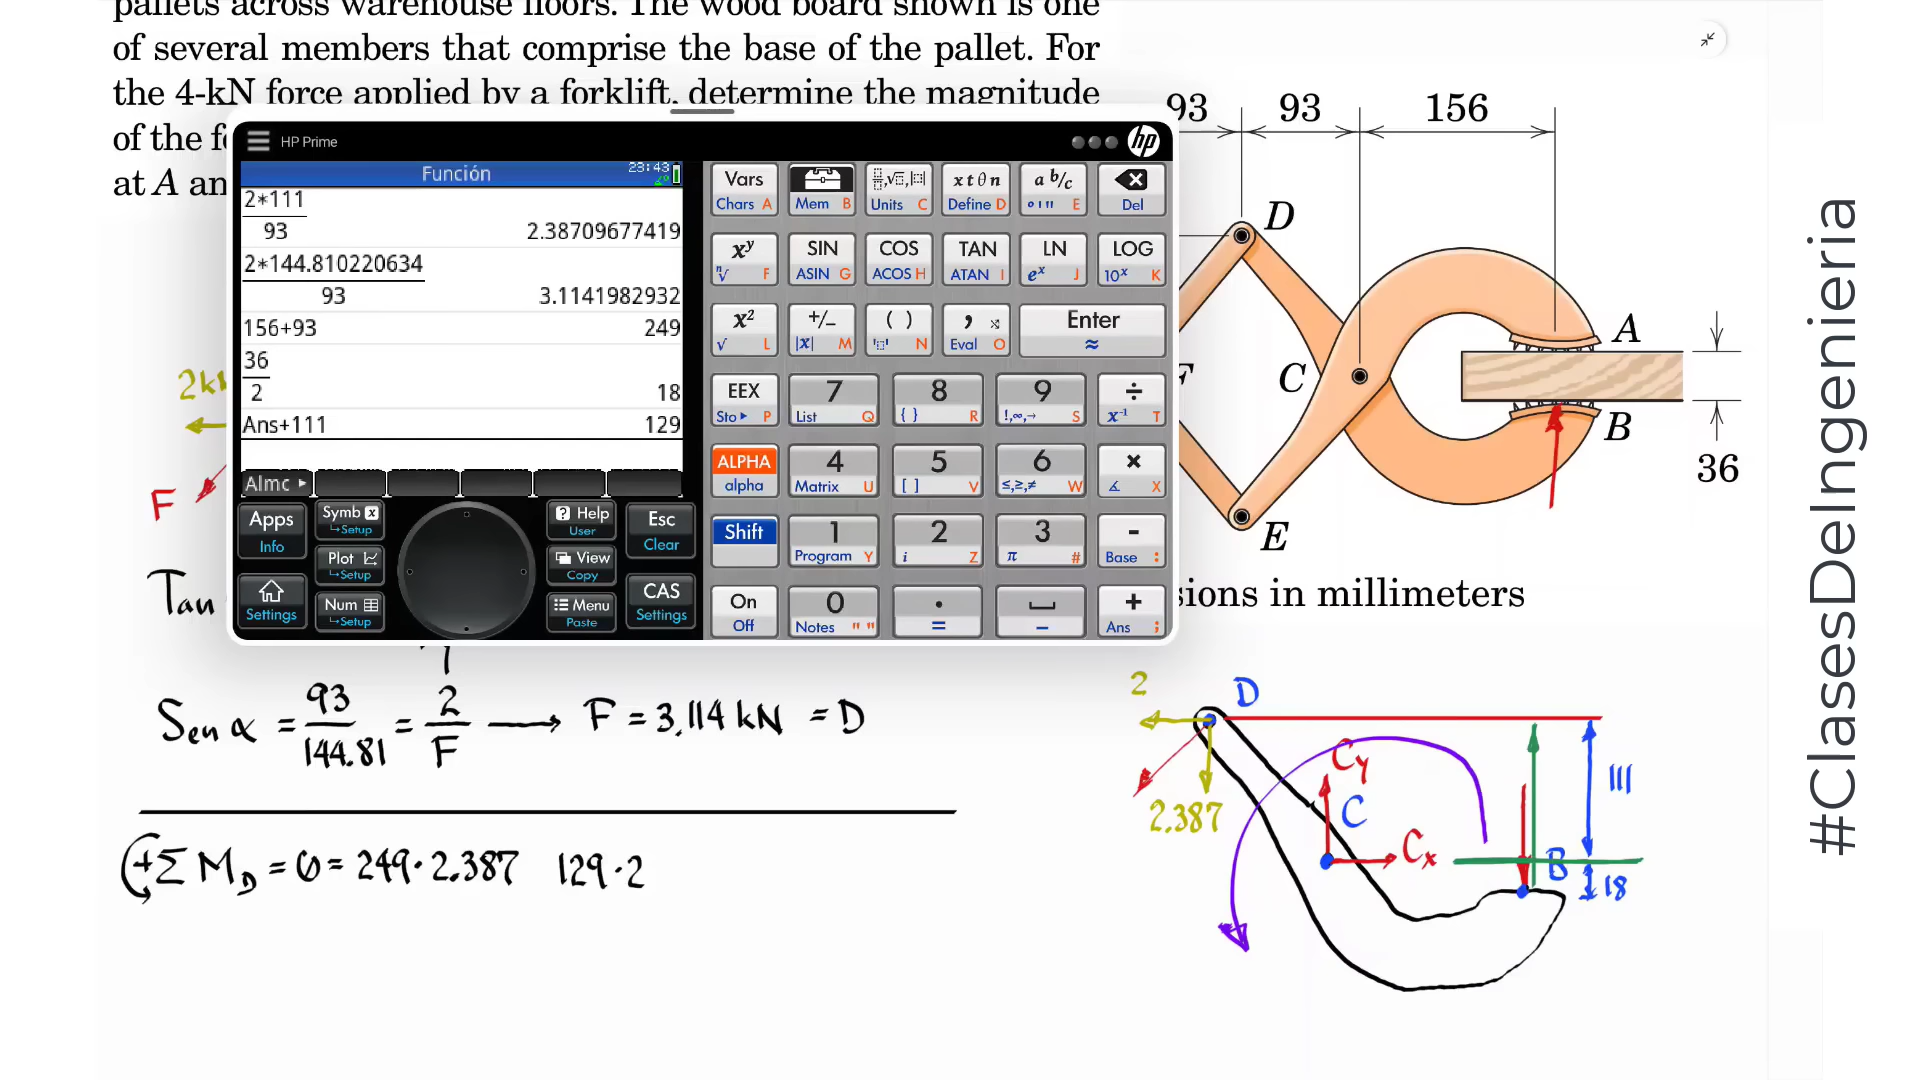 pallets across warehouse floors. The wood board shown is one
of several members that comprise the base of the pallet. For
the 4-kN force applied by a forklift, determine the magnitude
of the f
at A an
93 93 156
D
A
C
B
E
36
sions in millimeters
HP Prime
hp
Función
23:43
2*111
93
2.38709677419
2*144.810220634
93
3.1141982932
156+93 249
36
2
18
Ans+111 129
Almc ▸
Vars Chars A
Mem B
Units C
x t θ n Define D
a b/c E
Del
xʸ F
SIN ASIN G
COS ACOS H
TAN ATAN I
LN eˣ J
LOG 10ˣ K
x² √ L
+/- |x| M
( ) N
, Eval O
Enter ≈
EEX Sto ▸ P
7 List Q
8 { } R
9 !,∞,→ S
÷ x⁻¹ T
ALPHA alpha
4 Matrix U
5 [ ] V
6 ≤,≥,≠ W
× ∡ X
Shift
1 Program Y
2 i Z
3 π #
- Base :
On Off
0 Notes " "
. =
_
+ Ans ;
Apps Info
Symb Setup
Help User
Esc Clear
Plot Setup
View Copy
Settings
Num Setup
Menu Paste
CAS Settings
F
Tan
Sen α = 93/144.81 = 2/F → F = 3.114 kN = D
+ Σ M_D = 0 = 249·2.387 129·2
2
D
2.387
Cy
C
Cx
B
111
18
#ClasesDeIngenieria